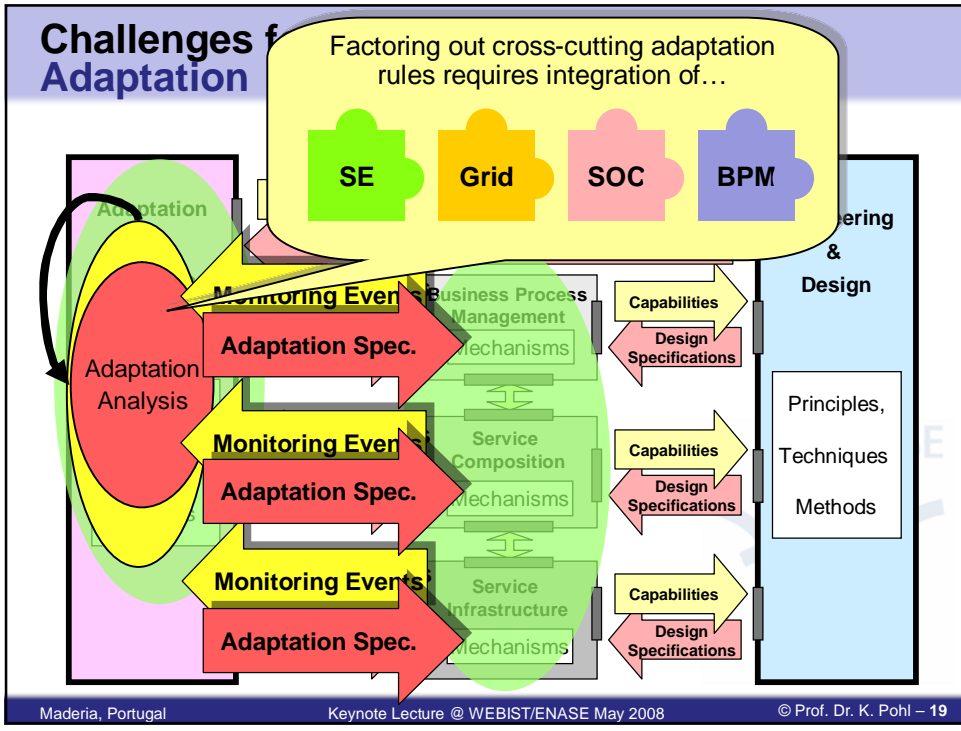 Challenges f
Adaptation
Factoring out cross-cutting adaptation
rules requires integration of…
SE
Grid
SOC
BPM
Adaptation
eering
&
Design
Monitoring Events
Business Process
Management
Capabilities
Adaptation Spec.
Mechanisms
Design
Specifications
Adaptation
Analysis
Principles,
Techniques
Methods
Monitoring Events
Service
Composition
Capabilities
Adaptation Spec.
Mechanisms
Design
Specifications
Monitoring Events
Service
Infrastructure
Capabilities
Adaptation Spec.
Mechanisms
Design
Specifications
Maderia, Portugal
Keynote Lecture @ WEBIST/ENASE May 2008
© Prof. Dr. K. Pohl – 19